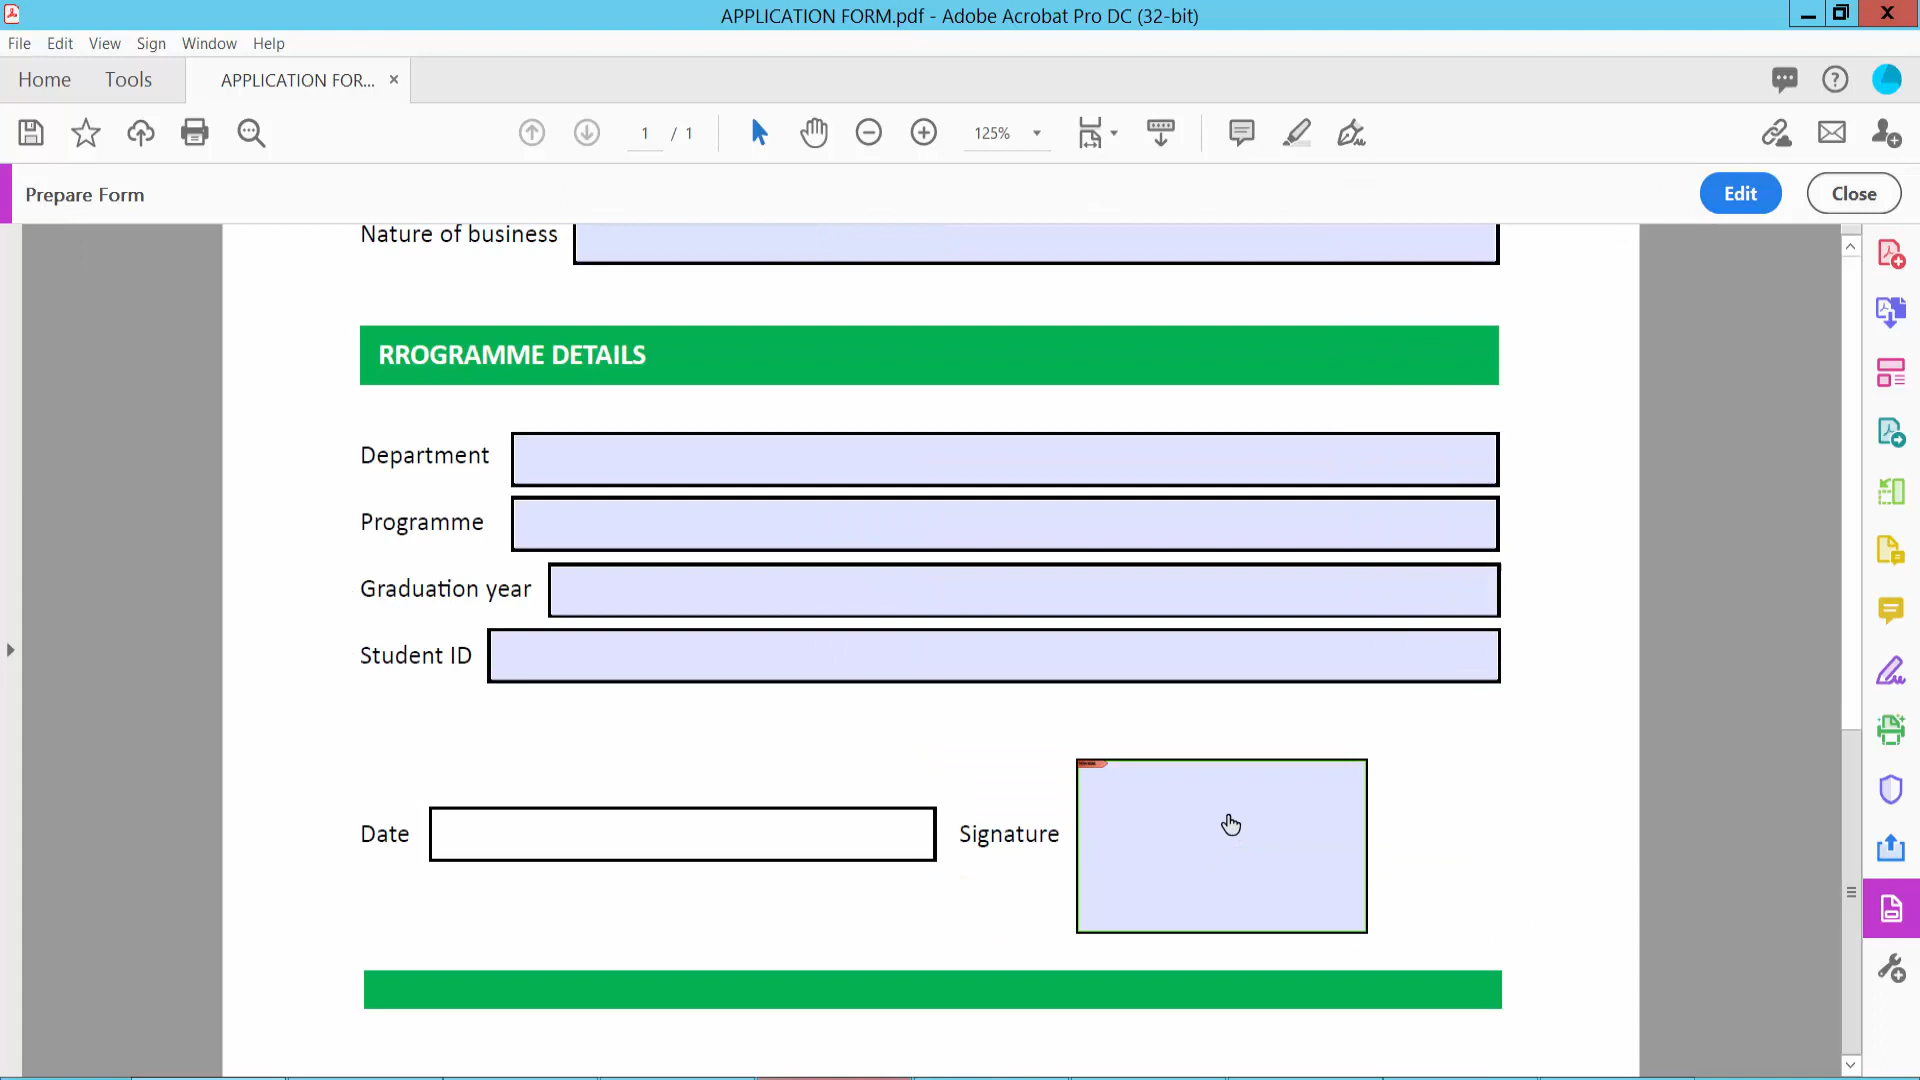 APPLICATION FORM.pdf - Adobe Acrobat Pro DC (32-bit)
File Edit View Sign Window Help
Home Tools APPLICATION FOR... ×
1 / 1 125%
Prepare Form Edit Close
Nature of business
RROGRAMME DETAILS
Department
Programme
Graduation year
Student ID
Date Signature